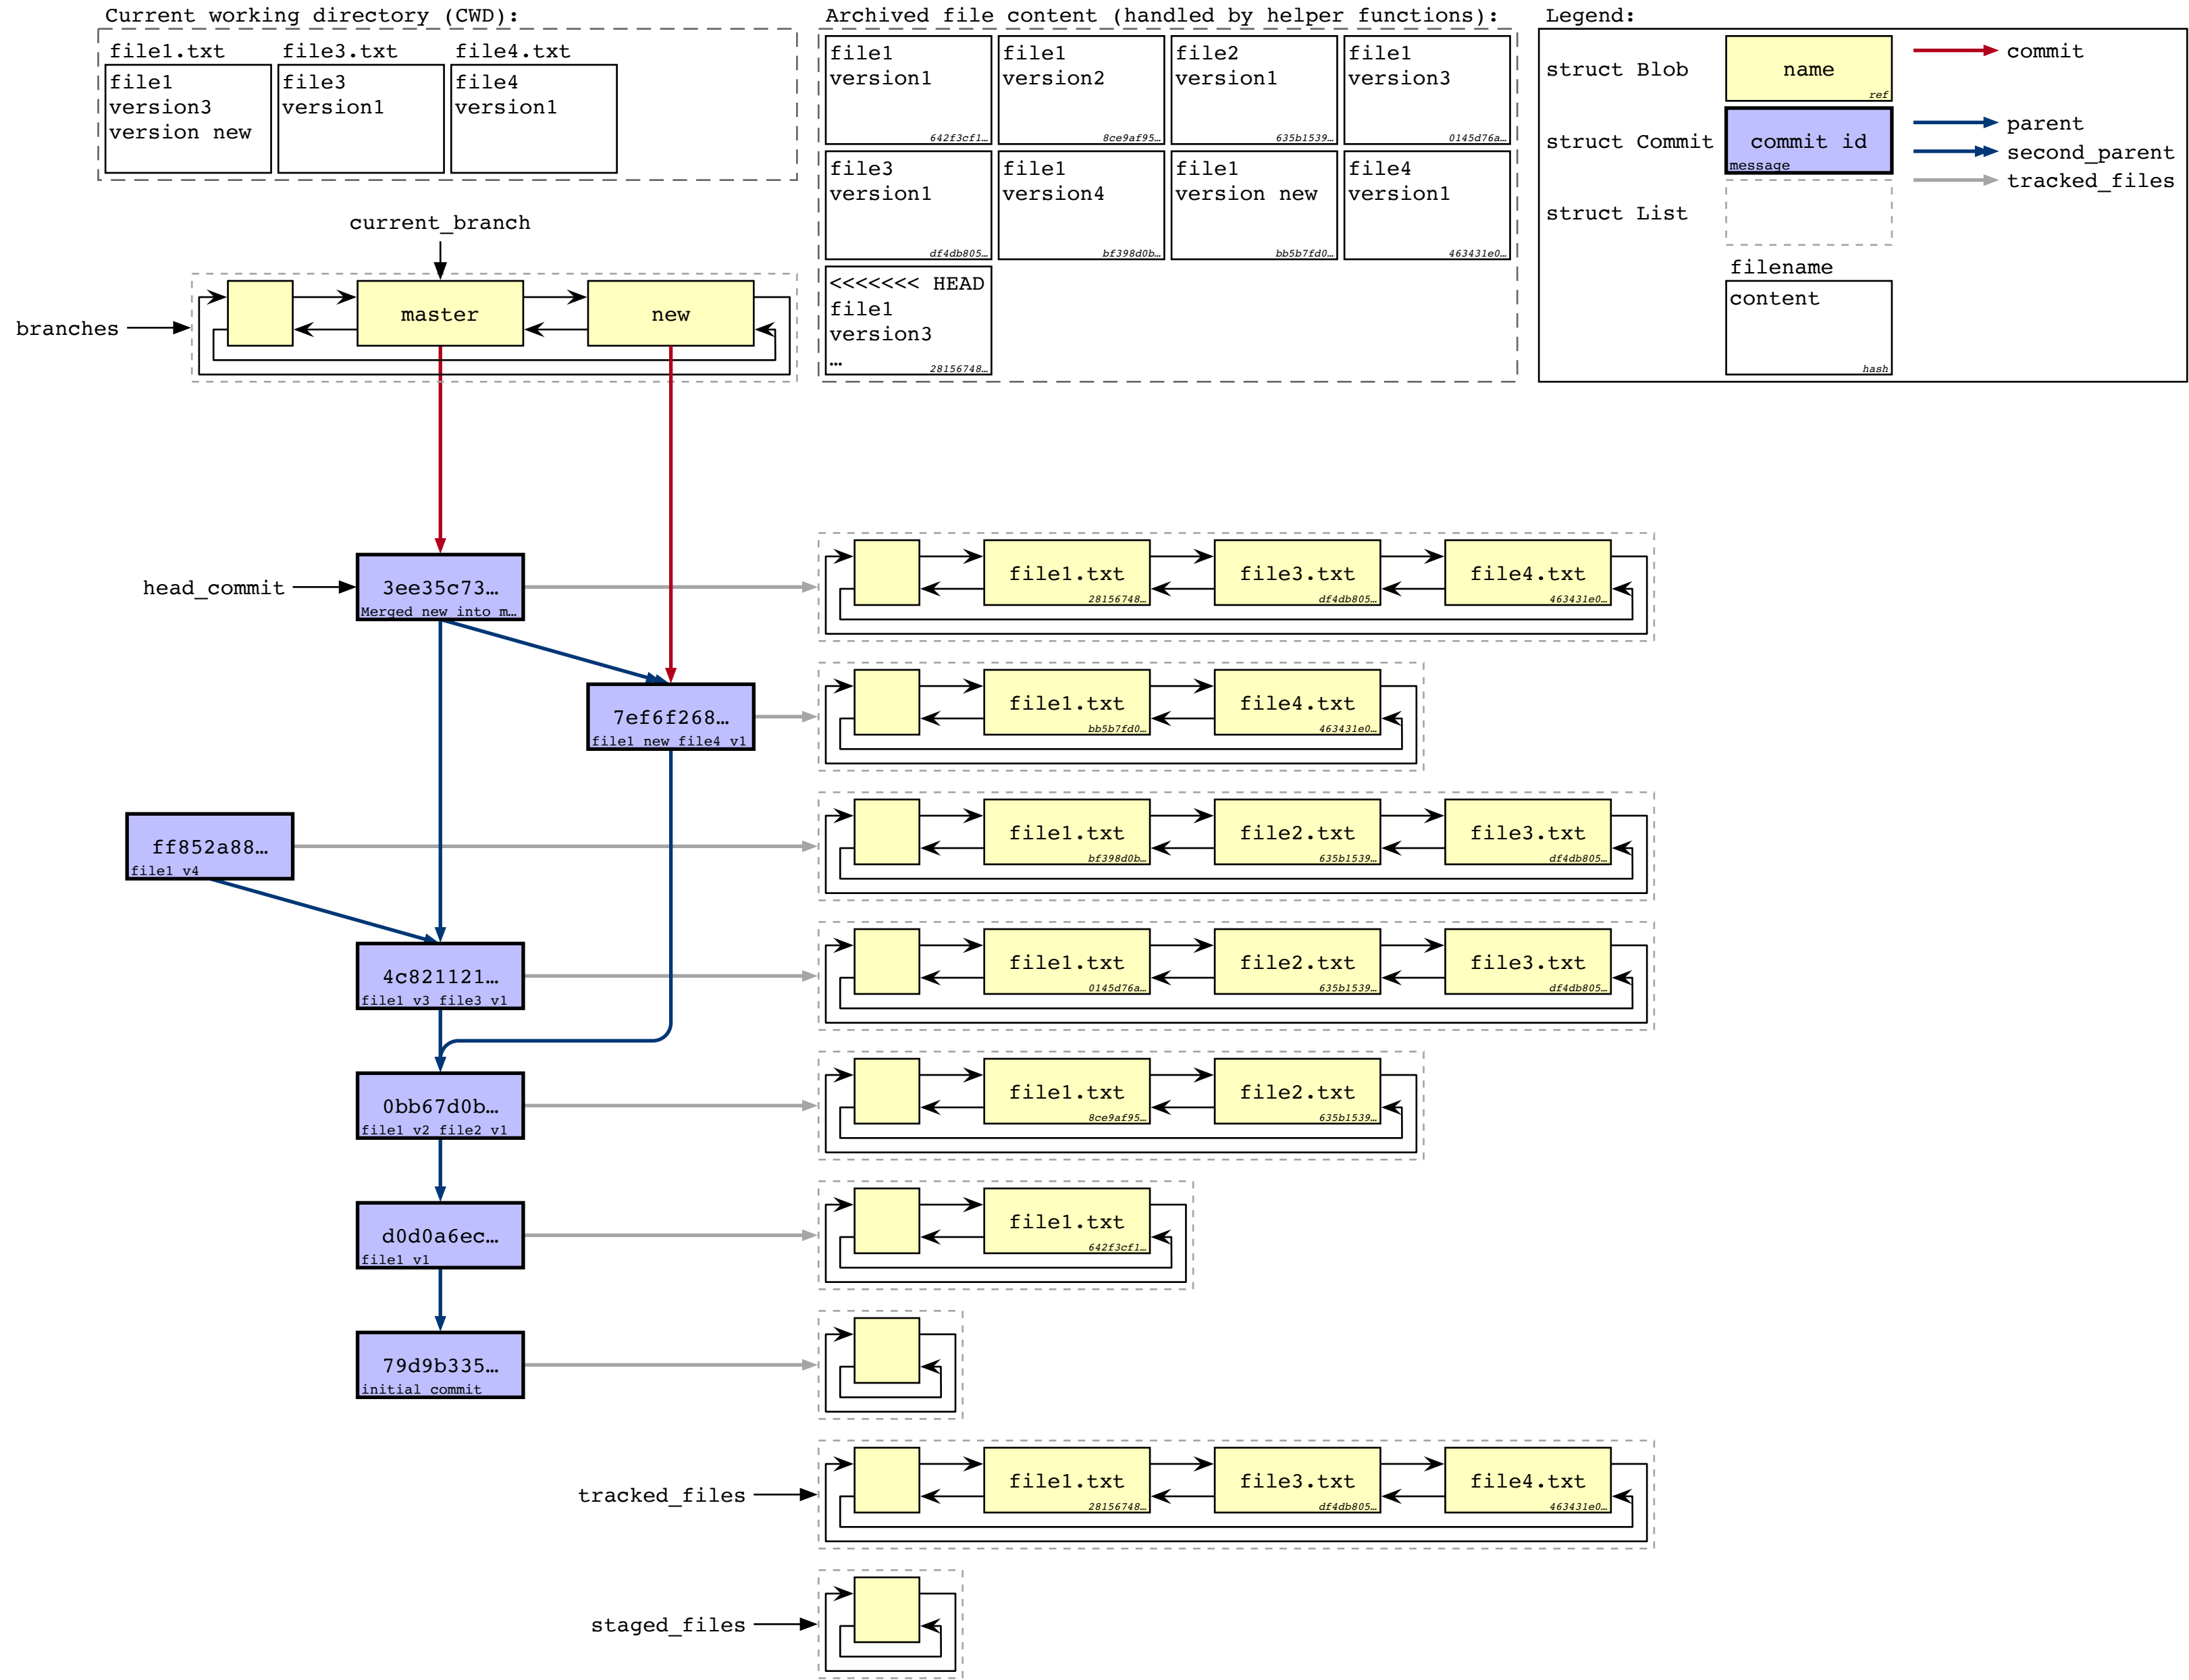 Current working directory (CWD):
file1.txt
file3.txt
file4.txt
file1
version3
version new
file3
version1
file4
version1
Archived file content (handled by helper functions):
file1
version1
642f3cf1…
file1
version2
8ce9af95…
file2
version1
635b1539…
file1
version3
0145d76a…
file3
version1
df4db805…
file1
version4
bf398d0b…
file1
version new
bb5b7fd0…
file4
version1
463431e0…
<<<<<<< HEAD
file1
version3
…
28156748…
Legend:
struct Blob
name
ref
struct Commit
commit id
message
struct List
filename
content
hash
commit
parent
second_parent
tracked_files
current_branch
branches
master
new
head_commit
3ee35c73…
Merged new into m…
file1.txt
28156748…
file3.txt
df4db805…
file4.txt
463431e0…
7ef6f268…
file1 new file4 v1
file1.txt
bb5b7fd0…
file4.txt
463431e0…
ff852a88…
file1 v4
file1.txt
bf398d0b…
file2.txt
635b1539…
file3.txt
df4db805…
4c821121…
file1 v3 file3 v1
file1.txt
0145d76a…
file2.txt
635b1539…
file3.txt
df4db805…
0bb67d0b…
file1 v2 file2 v1
file1.txt
8ce9af95…
file2.txt
635b1539…
d0d0a6ec…
file1 v1
file1.txt
642f3cf1…
79d9b335…
initial commit
tracked_files
file1.txt
28156748…
file3.txt
df4db805…
file4.txt
463431e0…
staged_files